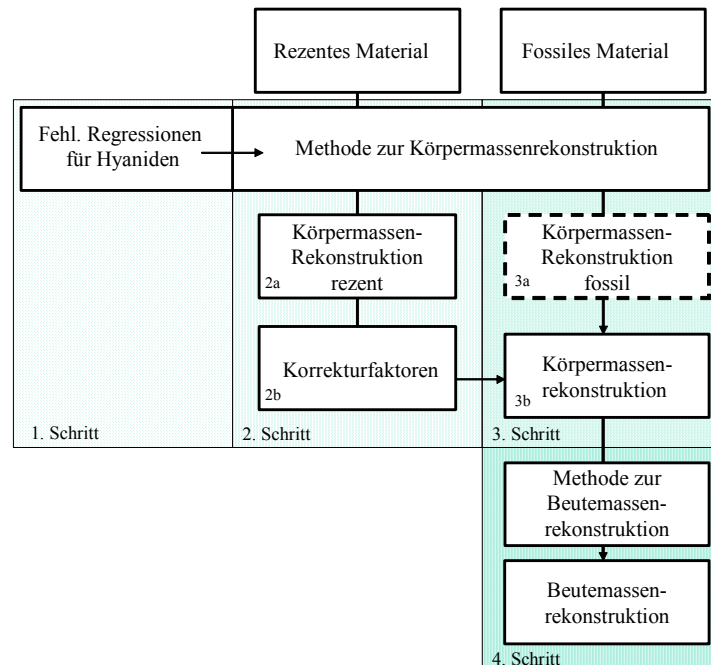 Rezentes Material
Fossiles Material
Fehl. Regressionen
für Hyaniden
Methode zur Körpermassenrekonstruktion
Körpermassen-
Rekonstruktion
rezent
2a
Körpermassen-
Rekonstruktion
fossil
3a
Korrekturfaktoren
2b
Körpermassen-
rekonstruktion
3b
1. Schritt
2. Schritt
3. Schritt
Methode zur
Beutemassen-
rekonstruktion
Beutemassen-
rekonstruktion
4. Schritt